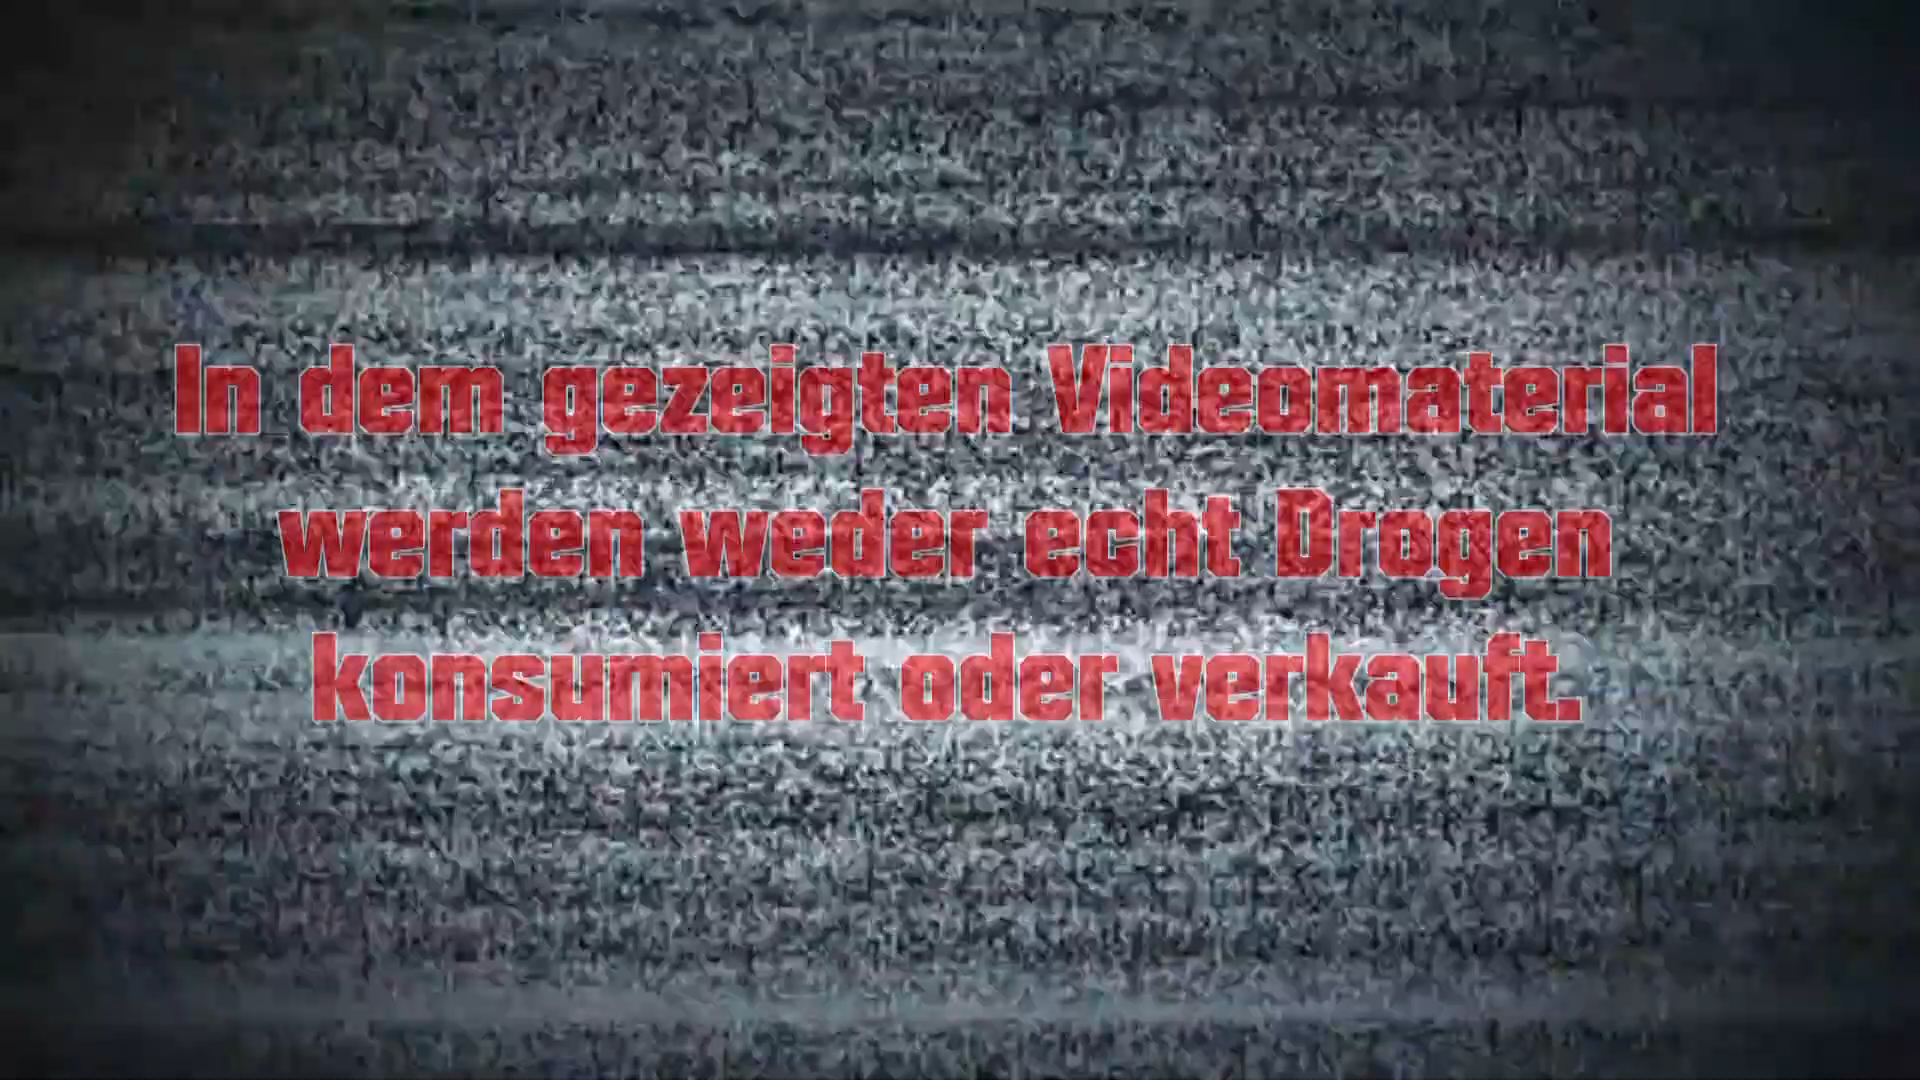 In dem gezeigten Videomaterial
werden weder echt Drogen
konsumiert oder verkauft.